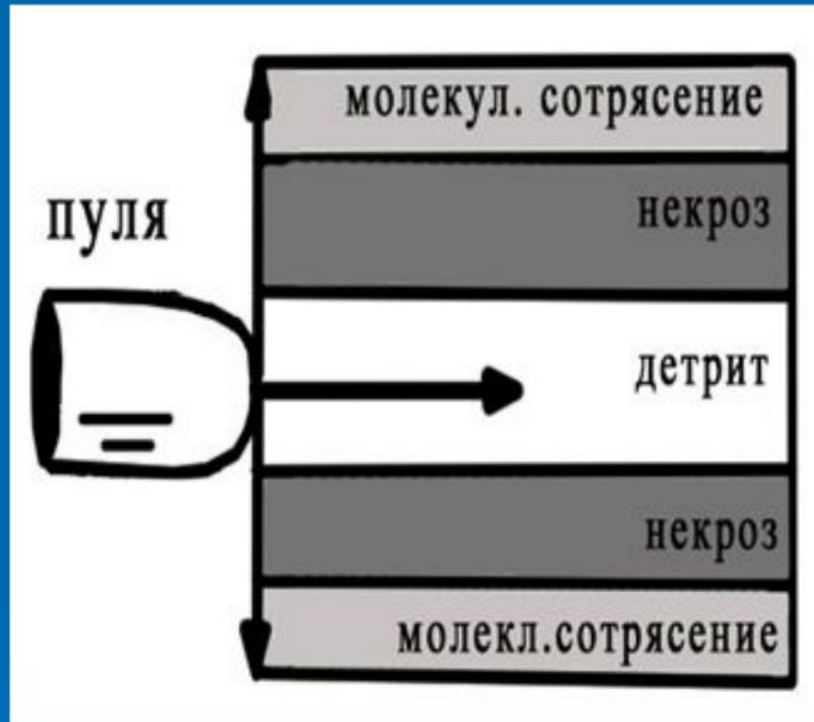 молекул. сотрясение
некроз
пуля
детрит
некроз
молекл.сотрясение